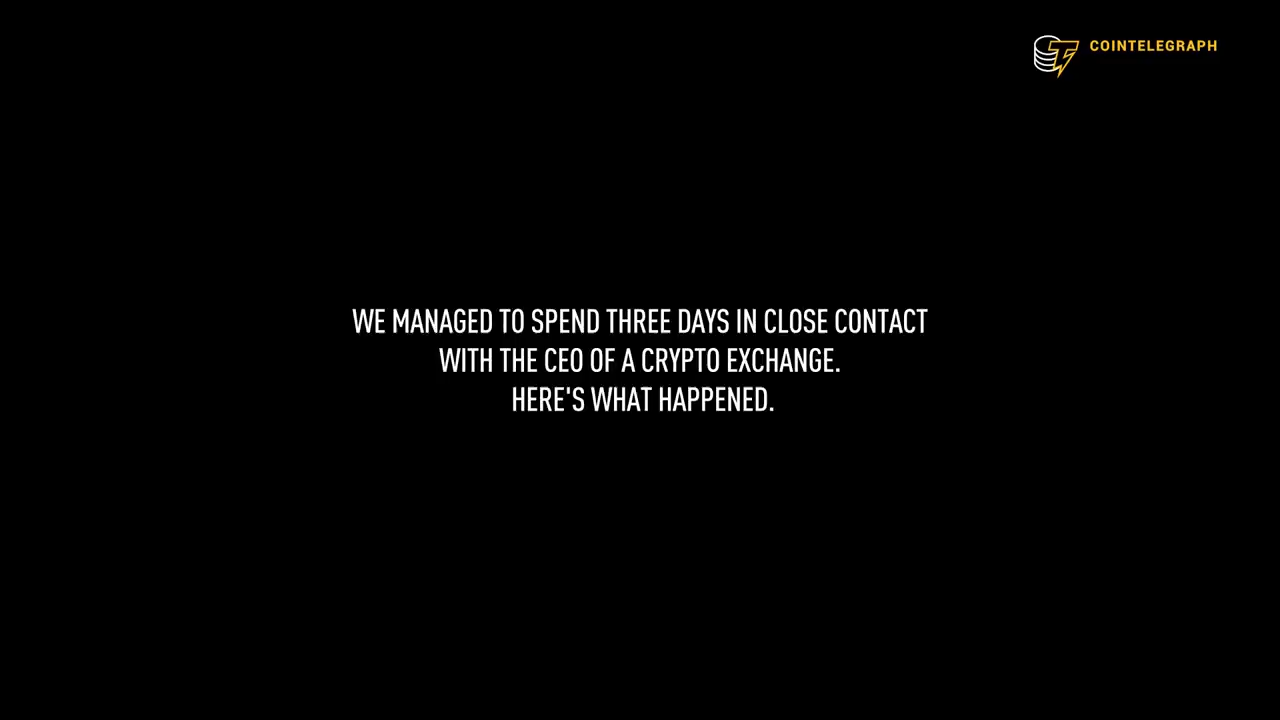 COINTELEGRAPH
WE MANAGED TO SPEND THREE DAYS IN CLOSE CONTACT
WITH THE CEO OF A CRYPTO EXCHANGE.
HERE'S WHAT HAPPENED.